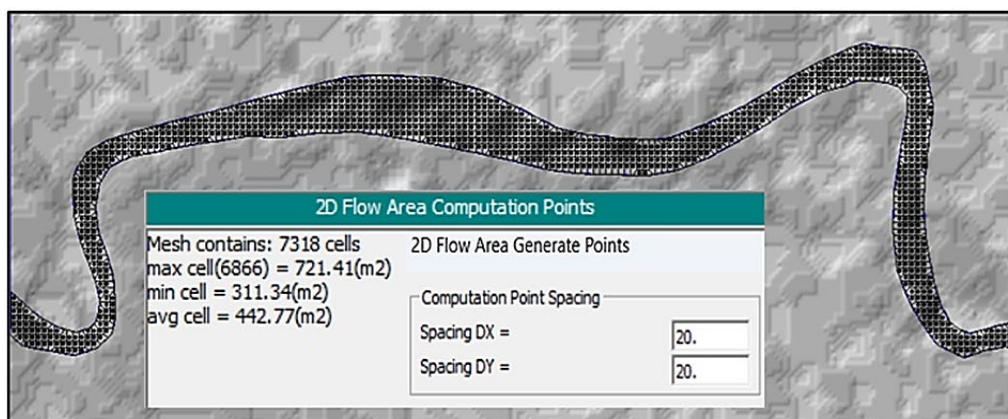 2D Flow Area Computation Points
Mesh contains: 7318 cells
max cell(6866) = 721.41(m2)
min cell = 311.34(m2)
avg cell = 442.77(m2)
2D Flow Area Generate Points
Computation Point Spacing
Spacing DX = 20.
Spacing DY = 20.